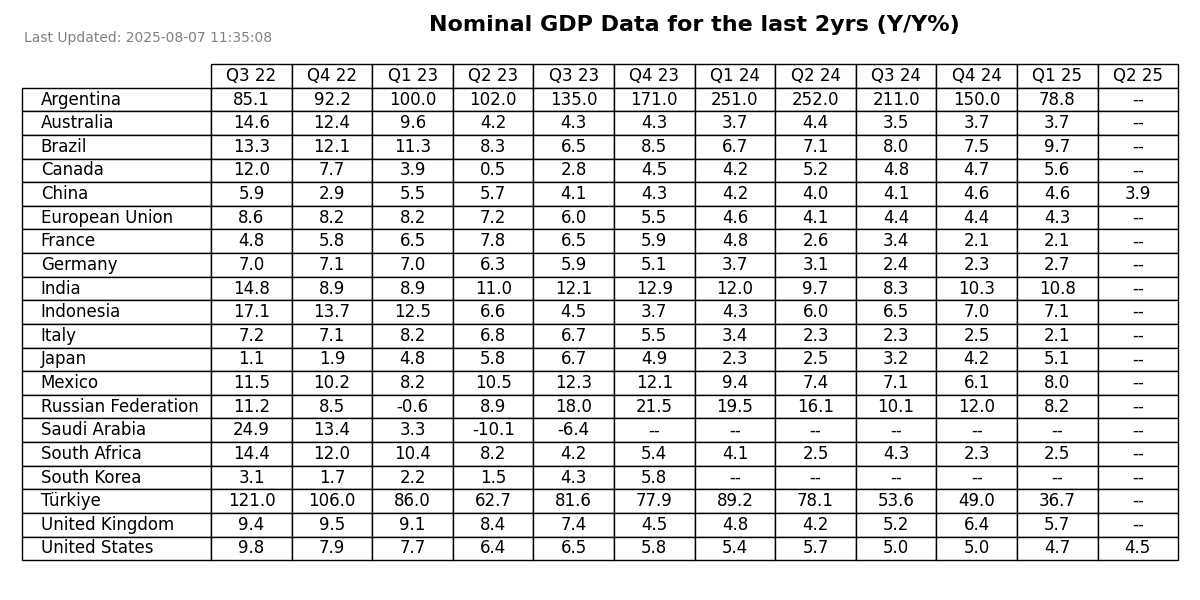 Nominal GDP Data for the last 2yrs (Y/Y%)
Last Updated: 2025-08-07 11:35:08
Q3 22 Q4 22 Q1 23 Q2 23 Q3 23 Q4 23 Q1 24 Q2 24 Q3 24 Q4 24 Q1 25 Q2 25
Argentina 85.1 92.2 100.0 102.0 135.0 171.0 251.0 252.0 211.0 150.0 78.8 --
Australia 14.6 12.4 9.6 4.2 4.3 4.3 3.7 4.4 3.5 3.7 3.7 --
Brazil 13.3 12.1 11.3 8.3 6.5 8.5 6.7 7.1 8.0 7.5 9.7 --
Canada 12.0 7.7 3.9 0.5 2.8 4.5 4.2 5.2 4.8 4.7 5.6 --
China 5.9 2.9 5.5 5.7 4.1 4.3 4.2 4.0 4.1 4.6 4.6 3.9
European Union 8.6 8.2 8.2 7.2 6.0 5.5 4.6 4.1 4.4 4.4 4.3 --
France 4.8 5.8 6.5 7.8 6.5 5.9 4.8 2.6 3.4 2.1 2.1 --
Germany 7.0 7.1 7.0 6.3 5.9 5.1 3.7 3.1 2.4 2.3 2.7 --
India 14.8 8.9 8.9 11.0 12.1 12.9 12.0 9.7 8.3 10.3 10.8 --
Indonesia 17.1 13.7 12.5 6.6 4.5 3.7 4.3 6.0 6.5 7.0 7.1 --
Italy 7.2 7.1 8.2 6.8 6.7 5.5 3.4 2.3 2.3 2.5 2.1 --
Japan 1.1 1.9 4.8 5.8 6.7 4.9 2.3 2.5 3.2 4.2 5.1 --
Mexico 11.5 10.2 8.2 10.5 12.3 12.1 9.4 7.4 7.1 6.1 8.0 --
Russian Federation 11.2 8.5 -0.6 8.9 18.0 21.5 19.5 16.1 10.1 12.0 8.2 --
Saudi Arabia 24.9 13.4 3.3 -10.1 -6.4 -- -- -- -- -- -- --
South Africa 14.4 12.0 10.4 8.2 4.2 5.4 4.1 2.5 4.3 2.3 2.5 --
South Korea 3.1 1.7 2.2 1.5 4.3 5.8 -- -- -- -- -- --
Türkiye 121.0 106.0 86.0 62.7 81.6 77.9 89.2 78.1 53.6 49.0 36.7 --
United Kingdom 9.4 9.5 9.1 8.4 7.4 4.5 4.8 4.2 5.2 6.4 5.7 --
United States 9.8 7.9 7.7 6.4 6.5 5.8 5.4 5.7 5.0 5.0 4.7 4.5